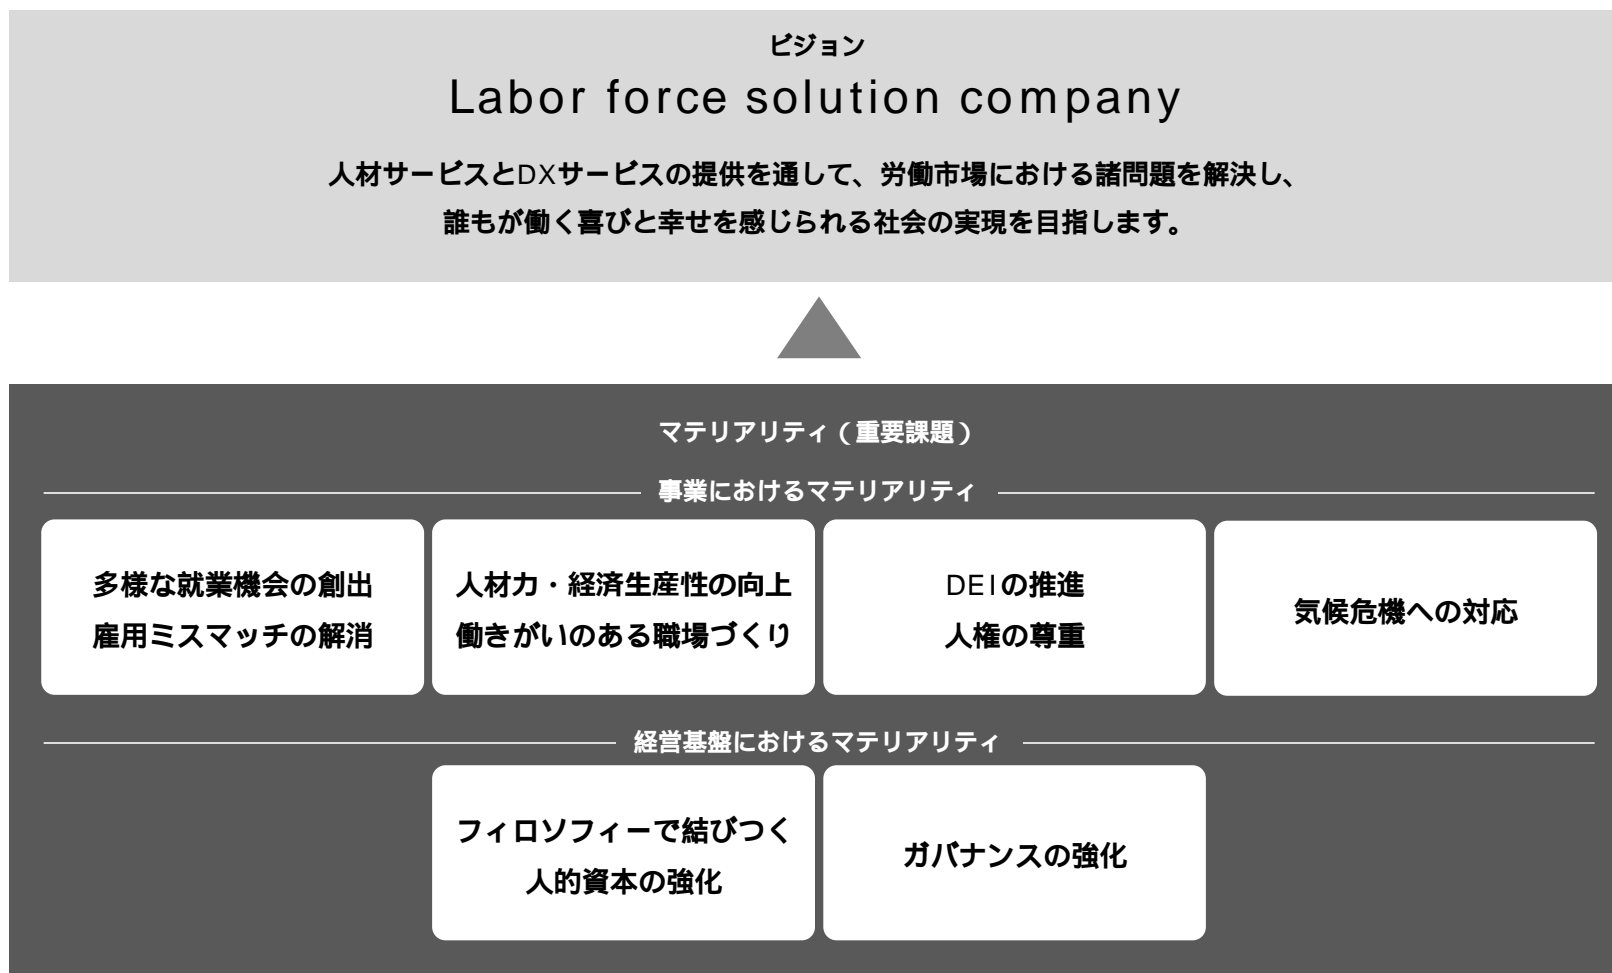 ビジョン
Labor force solution company
人材サービスとDXサービスの提供を通して、労働市場における諸問題を解決し、
誰もが働く喜びと幸せを感じられる社会の実現を目指します。
マテリアリティ（重要課題）
事業におけるマテリアリティ
多様な就業機会の創出
雇用ミスマッチの解消
人材力・経済生産性の向上
働きがいのある職場づくり
DEIの推進
人権の尊重
気候危機への対応
経営基盤におけるマテリアリティ
フィロソフィーで結びつく
人的資本の強化
ガバナンスの強化